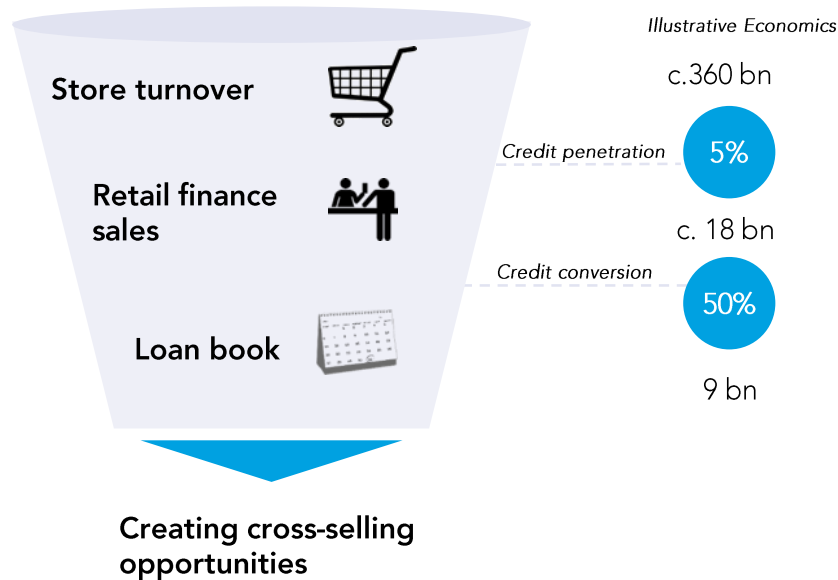 Illustrative Economics
Store turnover
c.360 bn
Credit penetration
5%
Retail finance
sales
c. 18 bn
Credit conversion
50%
Loan book
9 bn
Creating cross-selling
opportunities